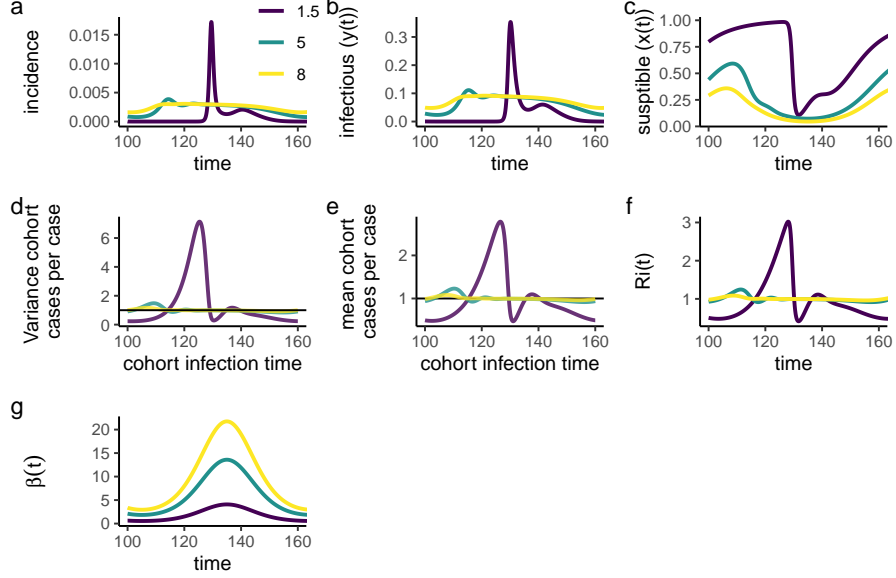 a
incidence
0.015
0.010
0.005
0.000
100 120 140 160
time
1.5
5
8
b
infectious (y(t))
0.3
0.2
0.1
0.0
100 120 140 160
time
c
susptible (x(t))
1.00
0.75
0.50
0.25
0.00
100 120 140 160
time
d
Variance cohort
cases per case
6
4
2
0
100 120 140 160
cohort infection time
e
mean cohort
cases per case
2
1
100 120 140 160
cohort infection time
f
Ri(t)
3
2
1
100 120 140 160
time
g
β(t)
20
15
10
5
0
100 120 140 160
time